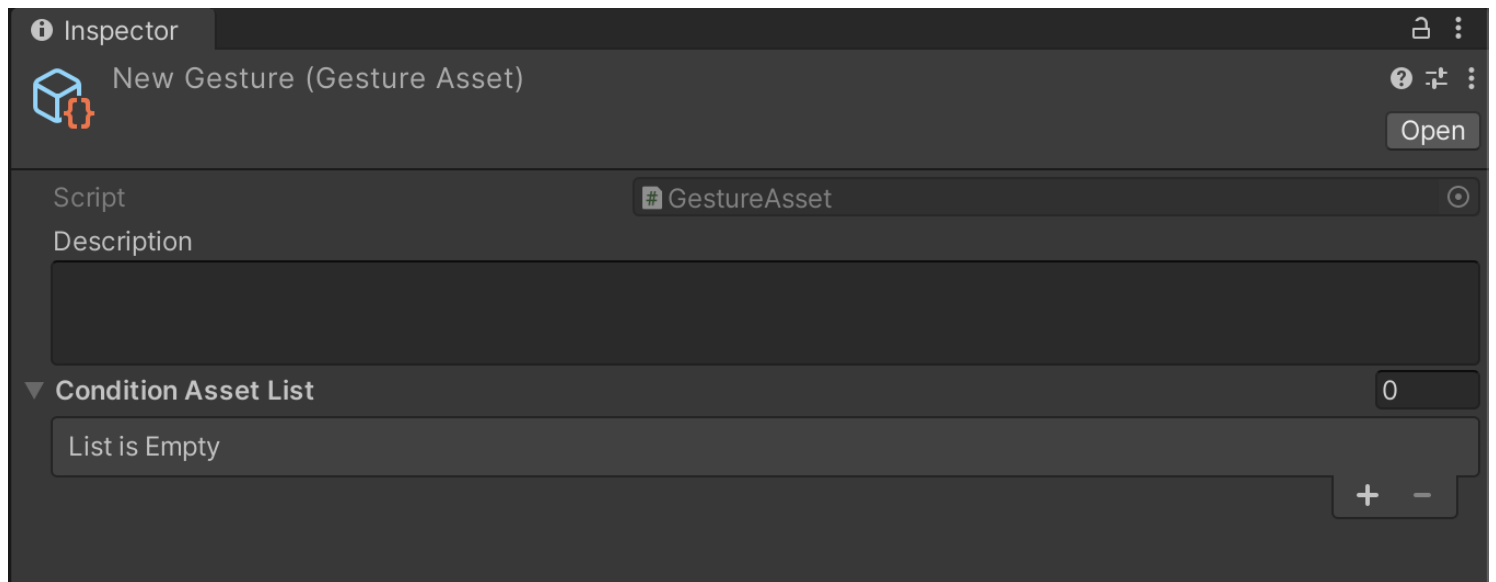 Inspector
New Gesture (Gesture Asset)
Open
Script # GestureAsset
Description
Condition Asset List 0
List is Empty
+ −